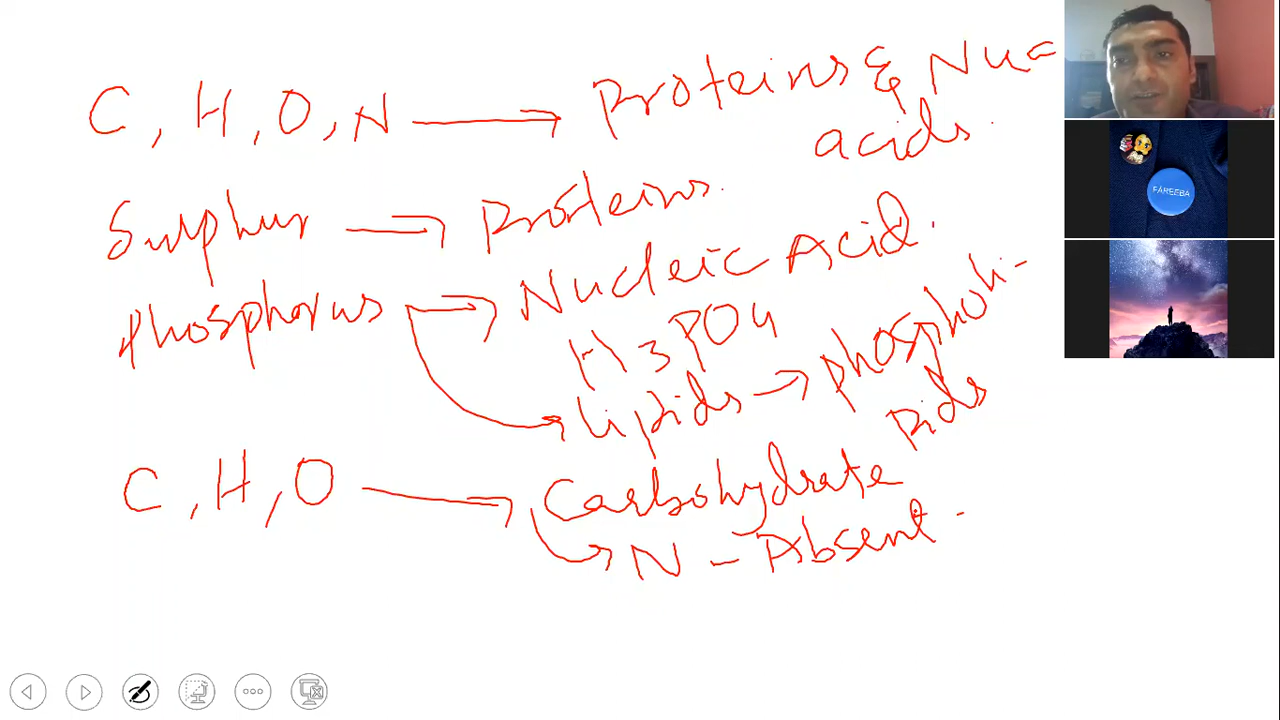 C, H, O, N → Proteins & Nuc
acids.
Sulphur → Proteins.
Phosphorus → Nucleic Acid.
H3PO4
Lipids → phospholi-
pids
C, H, O → Carbohydrate
N - Absent.
FAREEBA